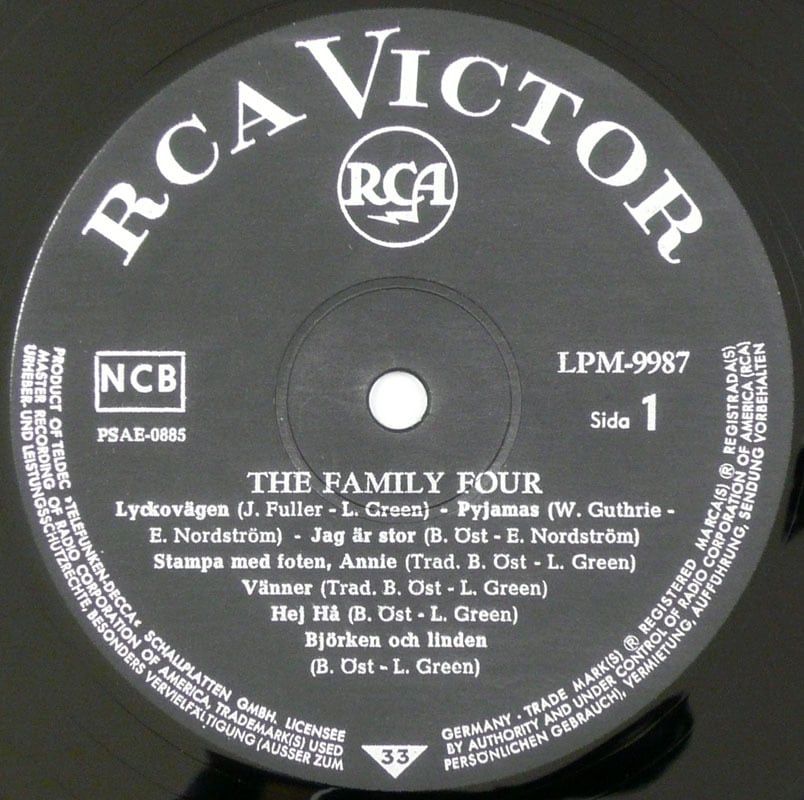 RCA VICTOR
RCA
NCB
PSAE-0885
LPM-9987
Sida 1
THE FAMILY FOUR
Lyckovägen (J. Fuller - L. Green) - Pyjamas (W. Guthrie -
E. Nordström) - Jag är stor (B. Öst - E. Nordström)
Stampa med foten, Annie (Trad. B. Öst - L. Green)
Vänner (Trad. B. Öst - L. Green)
Hej Hå (B. Öst - L. Green)
Björken och linden
(B. Öst - L. Green)
PRODUCT OF TELDEC »TELEFUNKEN-DECCA« SCHALLPLATTEN GMBH. LICENSEE
MASTER RECORDING OF RADIO CORPORATION OF AMERICA, TRADEMARK(S) USED
URHEBER- UND LEISTUNGSSCHUTZRECHTE, BESONDERS VERVIELFÄLTIGUNG (AUSSER ZUM
33
GERMANY - TRADE MARK(S) ® REGISTERED MARCA(S) ® REGISTRADA(S)
BY AUTHORITY AND UNDER CONTROL OF RADIO CORPORATION OF AMERICA (RCA)
PERSÖNLICHEN GEBRAUCH), VERMIETUNG, AUFFÜHRUNG, SENDUNG VORBEHALTEN